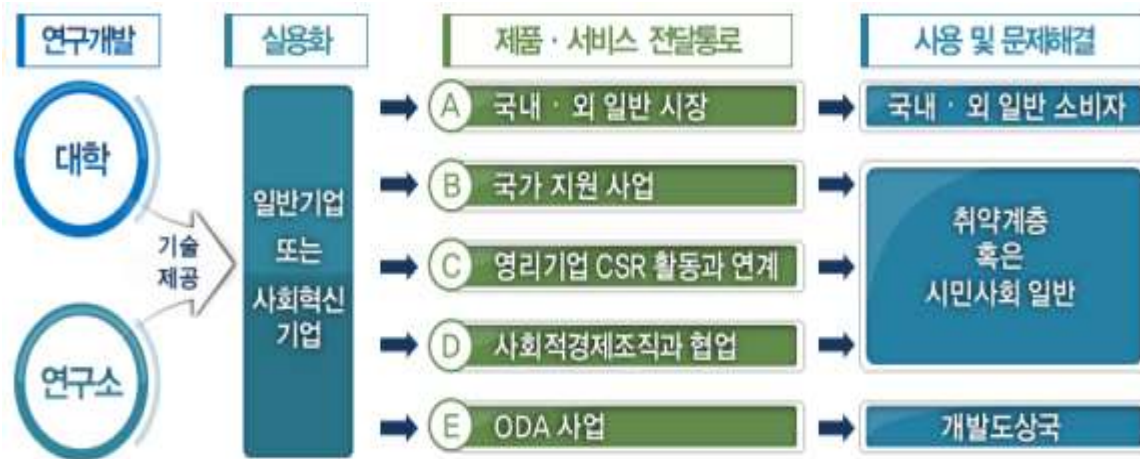 연구개발
실용화
제품 · 서비스 전달통로
사용 및 문제해결
대학
연구소
기술
제공
일반기업
또는
사회혁신
기업
A 국내 · 외 일반 시장
B 국가 지원 사업
C 영리기업 CSR 활동과 연계
D 사회적경제조직과 협업
E ODA 사업
국내 · 외 일반 소비자
취약계층
혹은
시민사회 일반
개발도상국